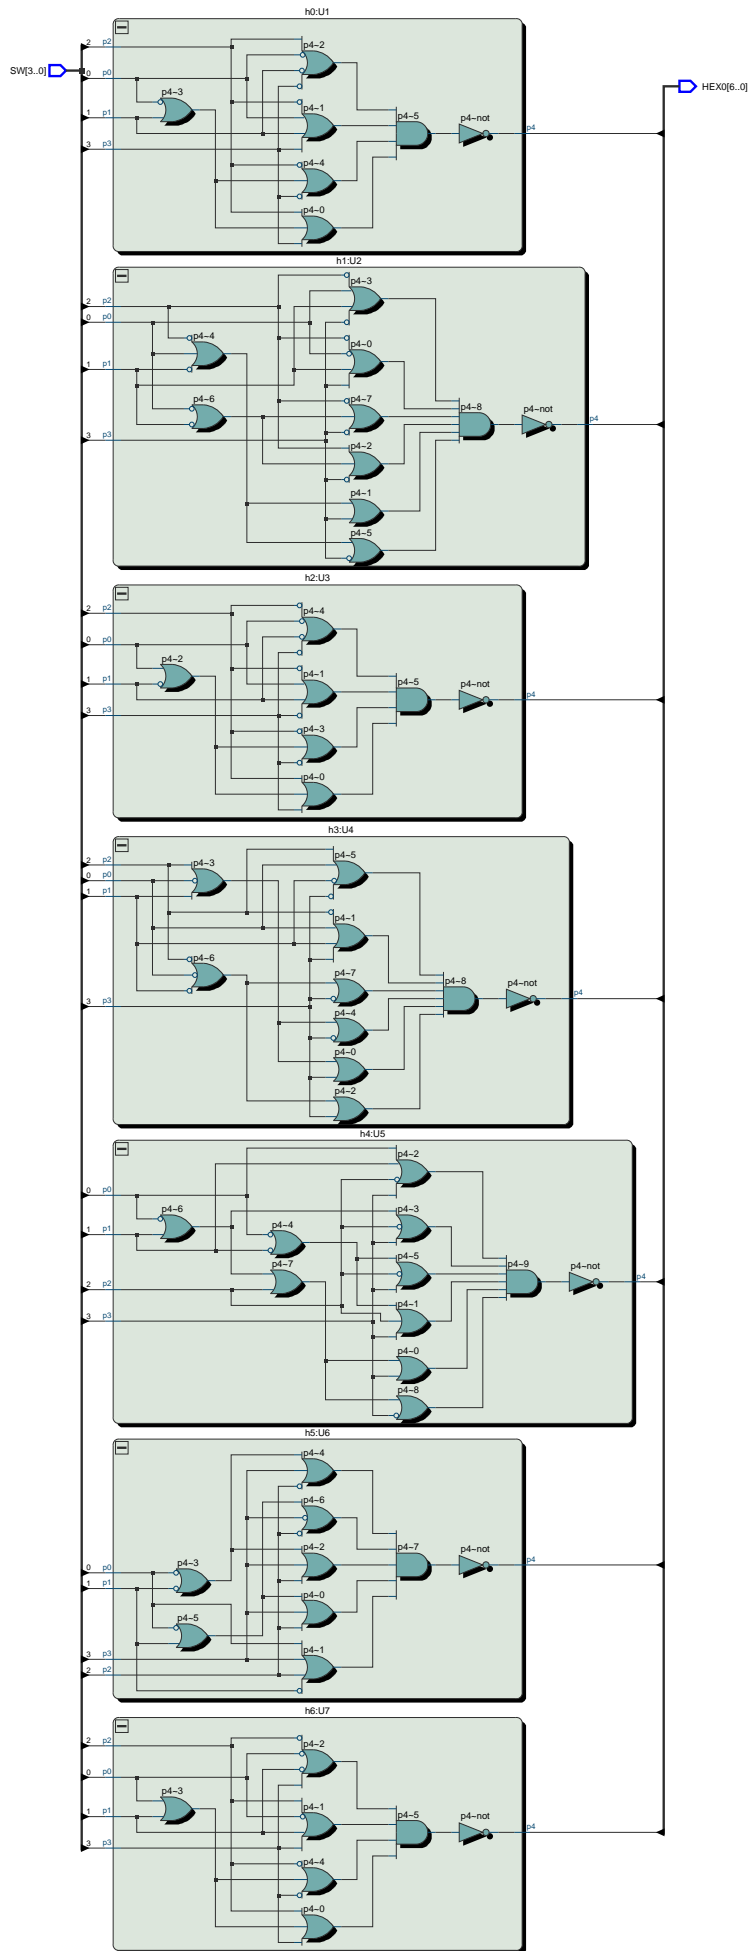 h0:U1
2 p2
p4~2
SW[3..0]
0 p0
HEX0[6..0]
p4~3
p4~1
1 p1
p4~5
p4~not
p4
3 p3
p4~4
p4~0
h1:U2
p4~3
2 p2
0 p0
p4~4
p4~0
1 p1
p4~6
p4~7
p4~8
p4~not
p4
3 p3
p4~2
p4~1
p4~5
h2:U3
2 p2
p4~4
0 p0
p4~2
p4~1
1 p1
p4~5
p4~not
p4
3 p3
p4~3
p4~0
h3:U4
2 p2
p4~3
p4~5
0 p0
1 p1
p4~1
p4~6
p4~7
p4~8
p4~not
p4
3 p3
p4~4
p4~0
p4~2
h4:U5
p4~2
0 p0
p4~6
p4~3
1 p1
p4~4
p4~5
p4~7
p4~9
p4~not
p4
2 p2
p4~1
3 p3
p4~0
p4~8
h5:U6
p4~4
p4~6
p4~7
p4~not
p4
p4~3
p4~2
0 p0
1 p1
p4~0
p4~5
p4~1
3 p3
2 p2
h6:U7
2 p2
p4~2
0 p0
p4~3
p4~1
1 p1
p4~5
p4~not
p4
3 p3
p4~4
p4~0